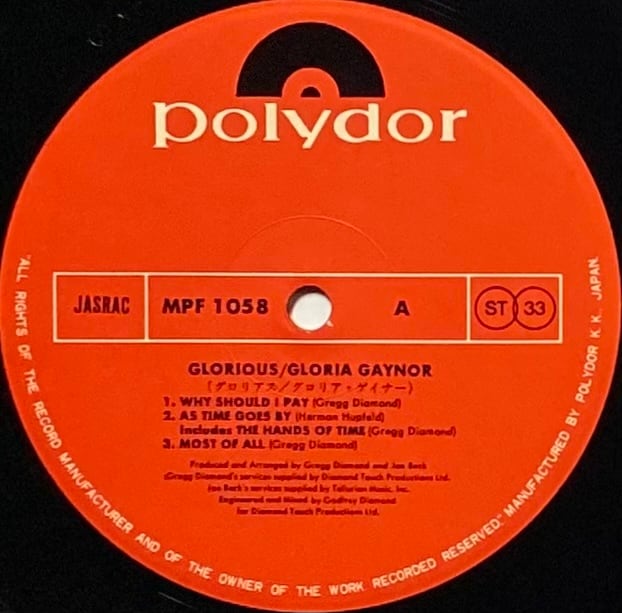 polydor
JASRAC MPF 1058 A ST 33
GLORIOUS/GLORIA GAYNOR
(グロリアス/グロリア・ゲイナー)
1. WHY SHOULD I PAY (Gregg Diamond)
2. AS TIME GOES BY (Herman Hupfeld)
Includes THE HANDS OF TIME (Gregg Diamond)
3. MOST OF ALL (Gregg Diamond)
Produced and Arranged by Gregg Diamond and Jon Beck
(Gregg Diamond's services supplied by Diamond Touch Productions Ltd.
Jon Beck's services supplied by Tellurian Music, Inc.
Engineered and Mixed by Godfrey Diamond
for Diamond Touch Productions Ltd.
"ALL RIGHTS OF THE RECORD MANUFACTURER AND OF THE OWNER OF THE WORK RECORDED RESERVED." MANUFACTURED BY POLYDOR K.K. JAPAN.